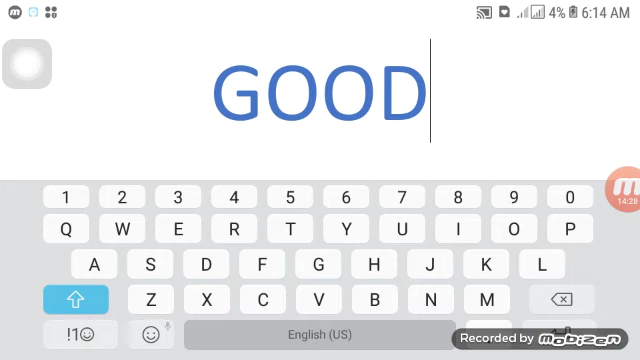 4% 6:14 AM
GOOD
14:28
1 2 3 4 5 6 7 8 9 0
Q W E R T Y U I O P
A S D F G H J K L
Z X C V B N M
!1☺ English (US)
Recorded by mobizen